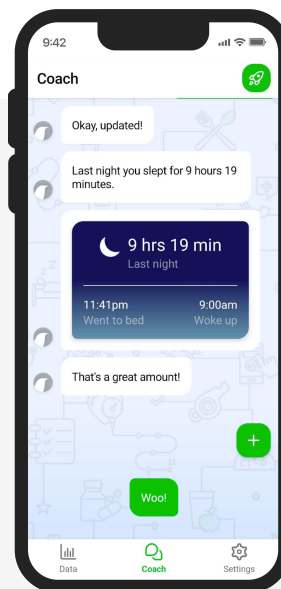 9:42
Coach
Okay, updated!
Last night you slept for 9 hours 19
minutes.
9 hrs 19 min
Last night
11:41pm 9:00am
Went to bed Woke up
That's a great amount!
+
Woo!
Data Coach Settings